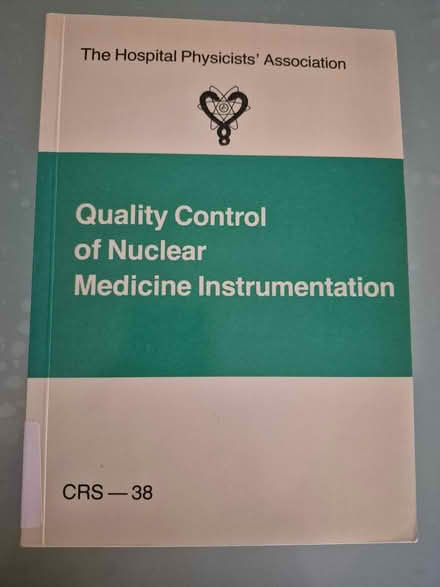 The Hospital Physicists' Association
Quality Control
of Nuclear
Medicine Instrumentation
CRS — 38